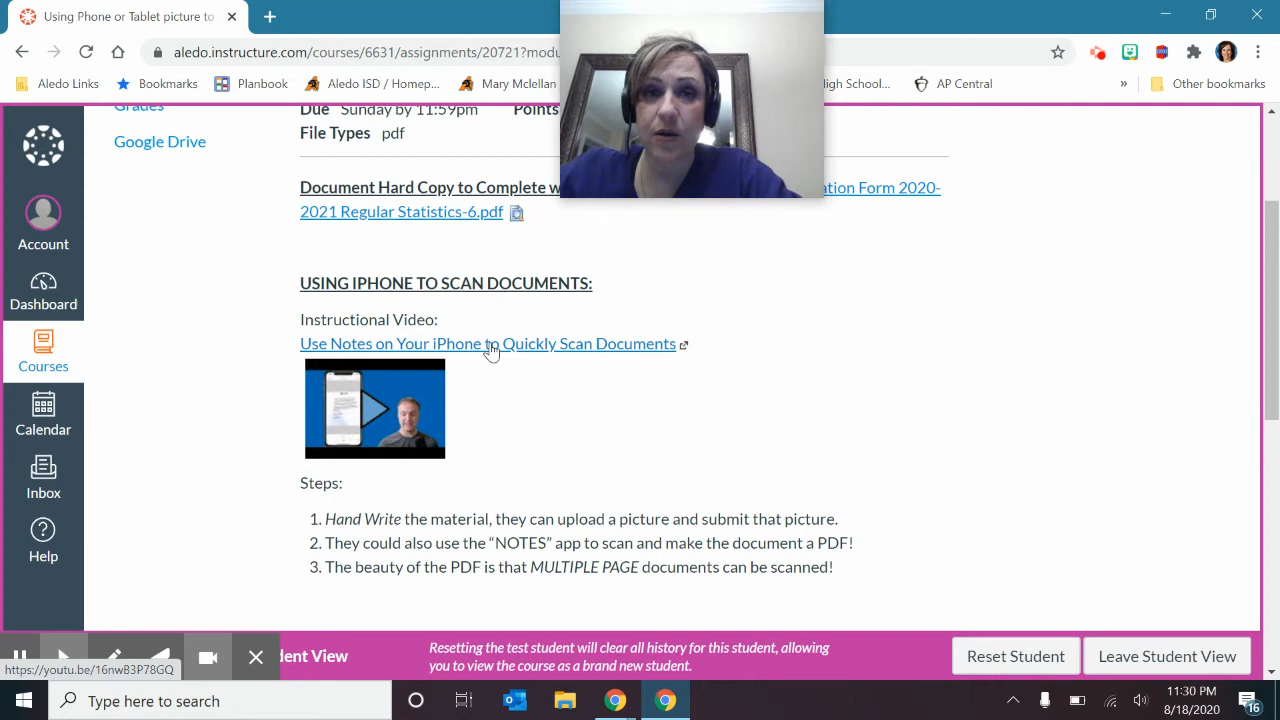 Using Phone or Tablet picture to
aledo.instructure.com/courses/6631/assignments/20721?modu
Aledo Links
Bookmarks
Planbook
Aledo ISD / Homep...
Mary Mclellan
High School...
AP Central
»
Other bookmarks
Grades
Google Drive
Due Sunday by 11:59pm Points
File Types pdf
Document Hard Copy to Complete w ation Form 2020-
2021 Regular Statistics-6.pdf
USING IPHONE TO SCAN DOCUMENTS:
Instructional Video:
Use Notes on Your iPhone to Quickly Scan Documents
Steps:
1. Hand Write the material, they can upload a picture and submit that picture.
2. They could also use the “NOTES” app to scan and make the document a PDF!
3. The beauty of the PDF is that MULTIPLE PAGE documents can be scanned!
Account
Dashboard
Courses
Calendar
Inbox
Help
dent View
Resetting the test student will clear all history for this student, allowing
you to view the course as a brand new student.
Reset Student
Leave Student View
https://youtu.be/16nwB3P78GQ
Type here to search
11:30 PM
8/18/2020
16